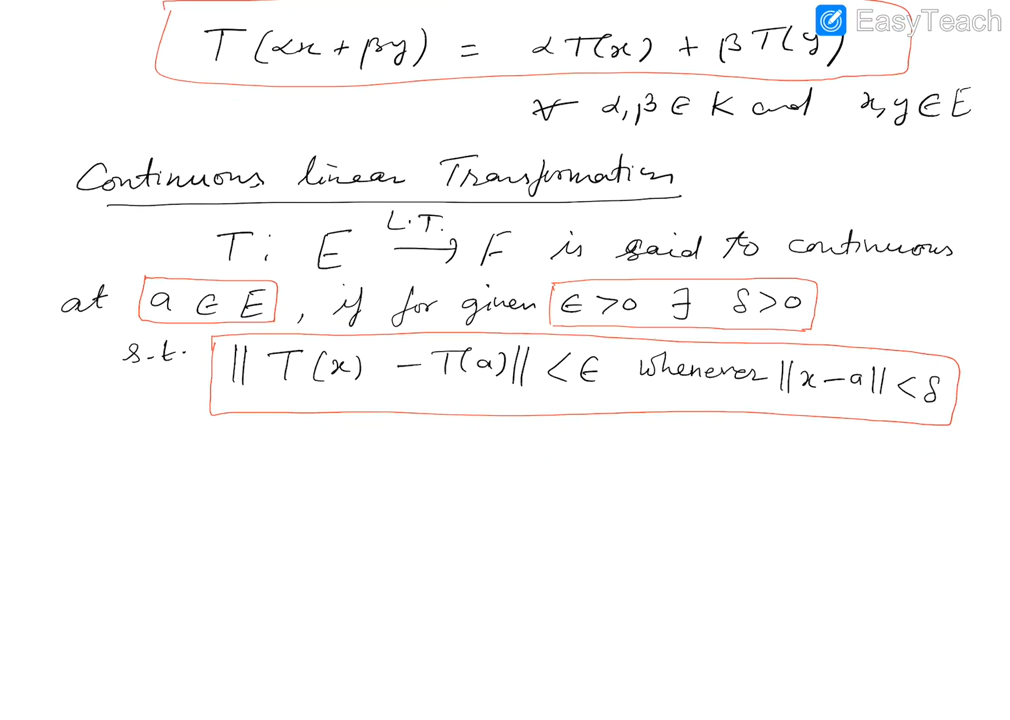 EasyTeach
T(αx + βy) = αT(x) + βT(y)
∀ α, β ∈ K and x, y ∈ E
Continuous linear Transformation
T : E L.T.→ F is said to continuous
at a ∈ E , if for given ∈ > 0 ∃ δ > 0
s.t. || T(x) – T(a) || < ∈ whenever || x – a || < δ